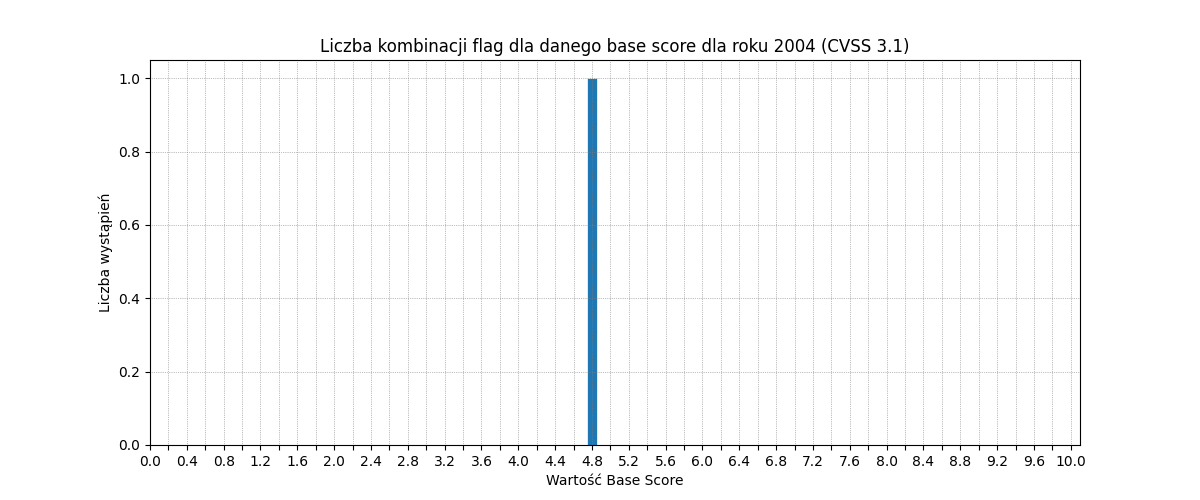 Liczba kombinacji flag dla danego base score dla roku 2004 (CVSS 3.1)
1.0
0.8
0.6
0.4
0.2
0.0
Liczba wystąpień
0.0 0.4 0.8 1.2 1.6 2.0 2.4 2.8 3.2 3.6 4.0 4.4 4.8 5.2 5.6 6.0 6.4 6.8 7.2 7.6 8.0 8.4 8.8 9.2 9.6 10.0
Wartość Base Score